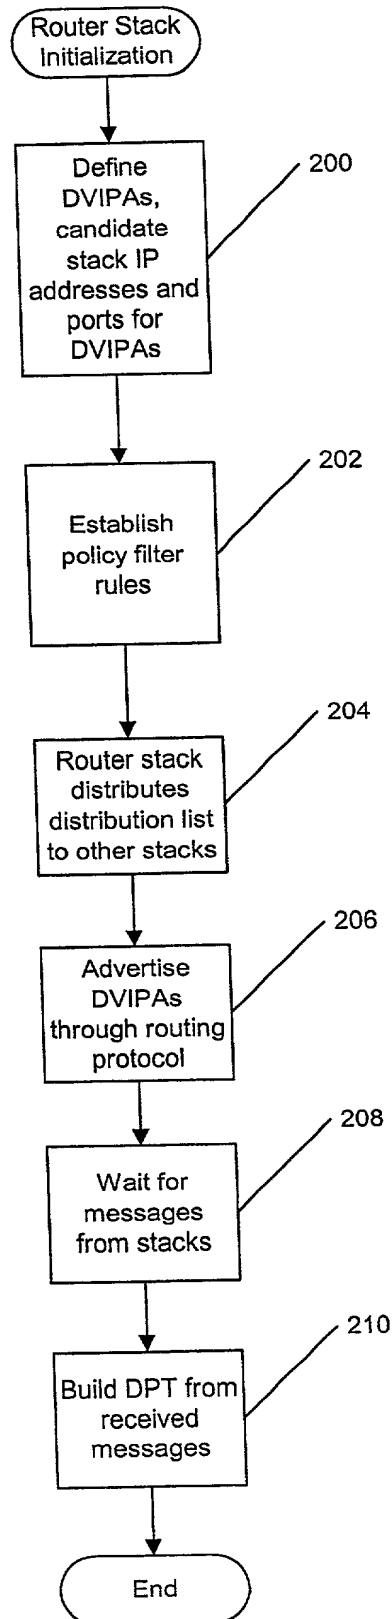 Router Stack
Initialization
Define
DVIPAs,
candidate
stack IP
addresses and
ports for
DVIPAs
200
Establish
policy filter
rules
202
Router stack
distributes
distribution list
to other stacks
204
Advertise
DVIPAs
through routing
protocol
206
Wait for
messages
from stacks
208
Build DPT from
received
messages
210
End